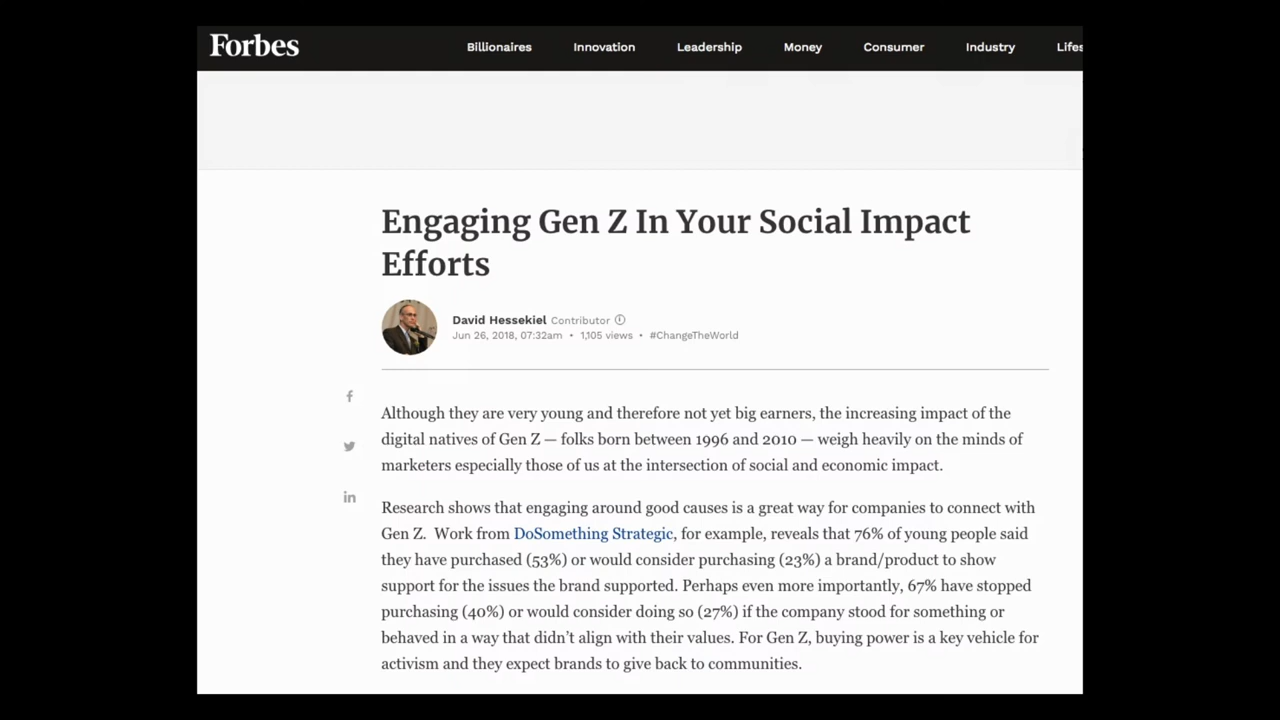 Forbes
Billionaires Innovation Leadership Money Consumer Industry Lifes
Engaging Gen Z In Your Social Impact
Efforts
David Hessekiel Contributor
Jun 26, 2018, 07:32am • 1,105 views • #ChangeTheWorld
Although they are very young and therefore not yet big earners, the increasing impact of the
digital natives of Gen Z — folks born between 1996 and 2010 — weigh heavily on the minds of
marketers especially those of us at the intersection of social and economic impact.
Research shows that engaging around good causes is a great way for companies to connect with
Gen Z.  Work from DoSomething Strategic, for example, reveals that 76% of young people said
they have purchased (53%) or would consider purchasing (23%) a brand/product to show
support for the issues the brand supported. Perhaps even more importantly, 67% have stopped
purchasing (40%) or would consider doing so (27%) if the company stood for something or
behaved in a way that didn’t align with their values. For Gen Z, buying power is a key vehicle for
activism and they expect brands to give back to communities.